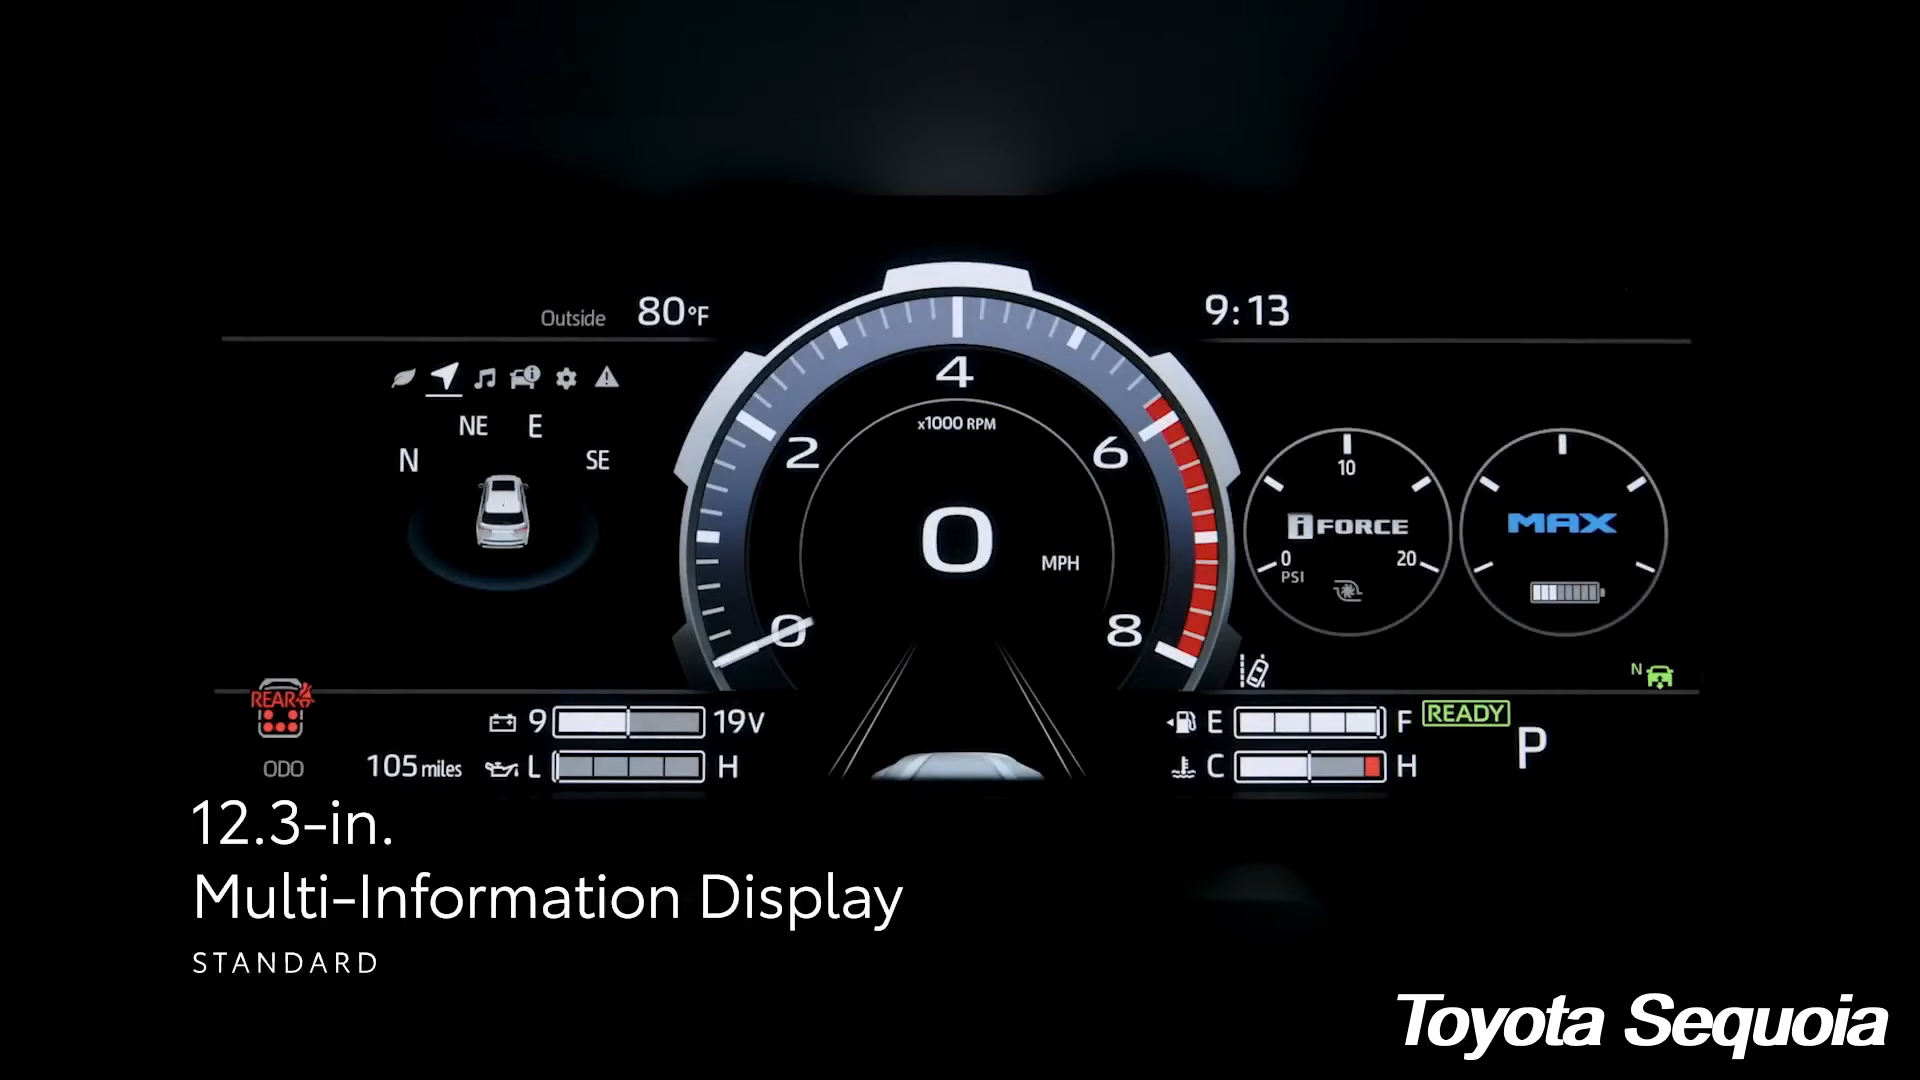 Outside 80°F
9:13
NE E
N SE
4
x1000 RPM
2 6
0 MPH
0 8
10
iFORCE
0 20
PSI
MAX
N
REAR
9 19V
E F READY
P
ODO 105 miles L H
C H
12.3-in.
Multi-Information Display
STANDARD
Toyota Sequoia